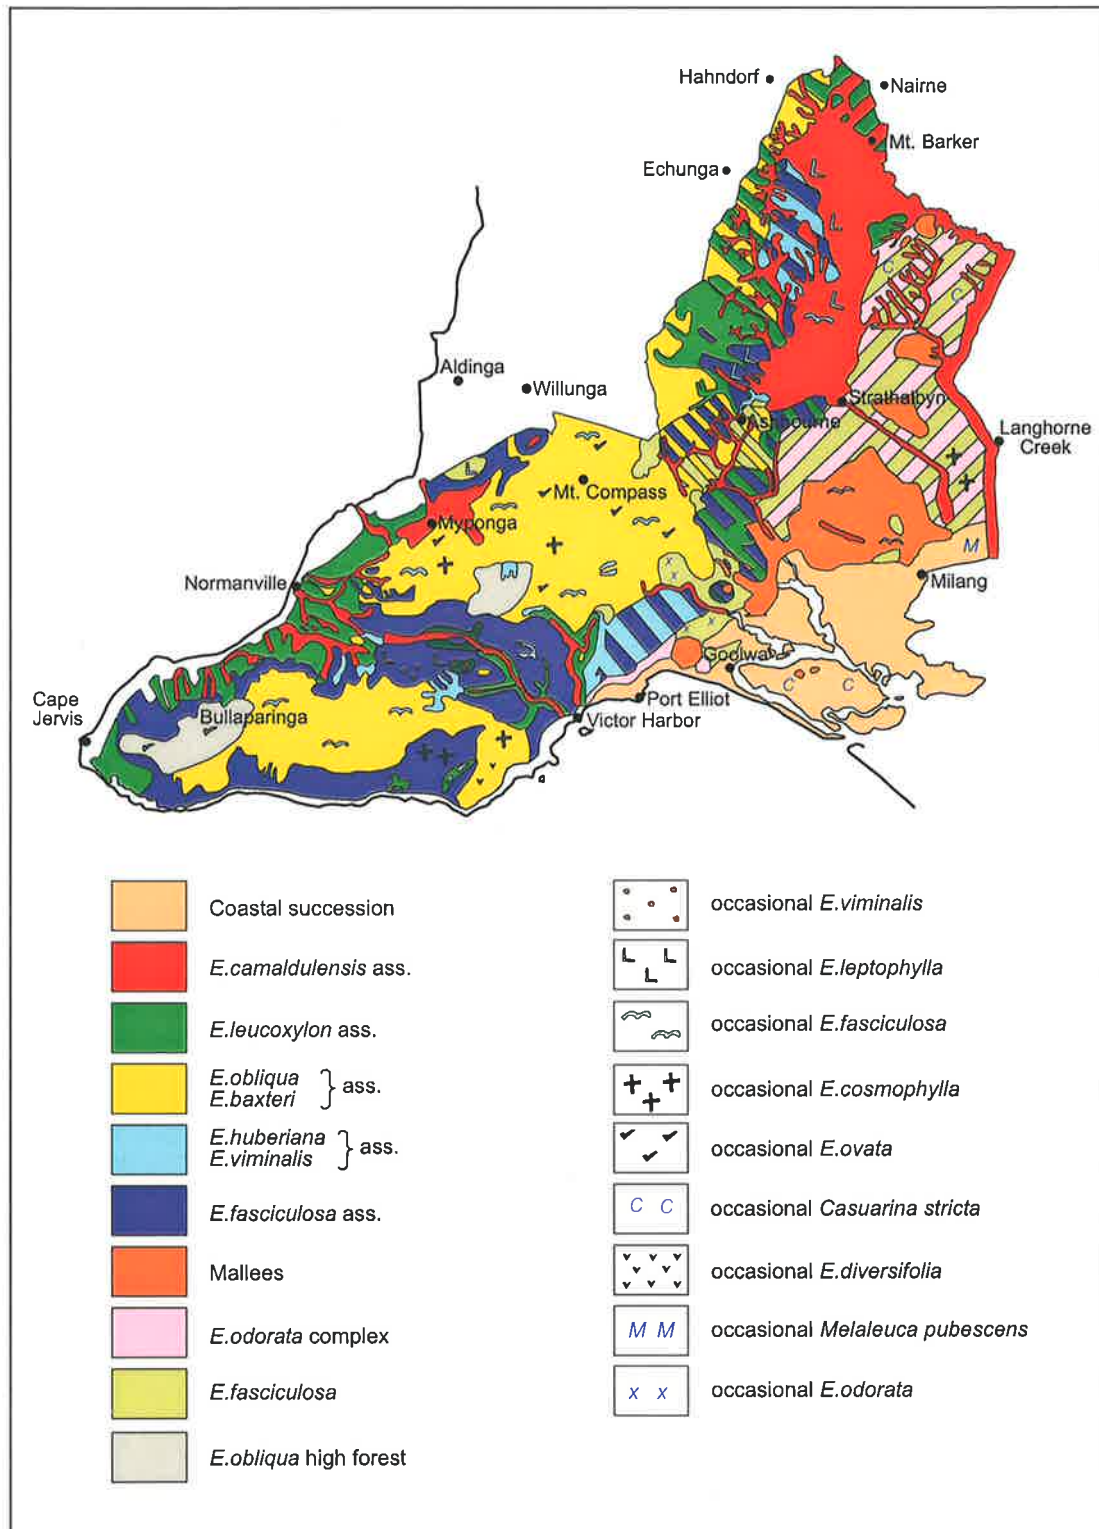 Hahndorf
Nairne
Mt. Barker
Echunga
C
C
Aldinga
Willunga
Strathalbyn
Ashbourne
Langhorne
Creek
Mt. Compass
Myponga
M
Normanville
Milang
x
x
x
Goolwa
C C
Cape
Jervis
Bullaparinga
Port Elliot
Victor Harbor
Coastal succession
E.camaldulensis ass.
E.leucoxylon ass.
E.obliqua
E.baxteri } ass.
E.huberiana
E.viminalis } ass.
E.fasciculosa ass.
Mallees
E.odorata complex
E.fasciculosa
E.obliqua high forest
occasional E.viminalis
occasional E.leptophylla
occasional E.fasciculosa
occasional E.cosmophylla
occasional E.ovata
C C occasional Casuarina stricta
occasional E.diversifolia
M M occasional Melaleuca pubescens
x x occasional E.odorata